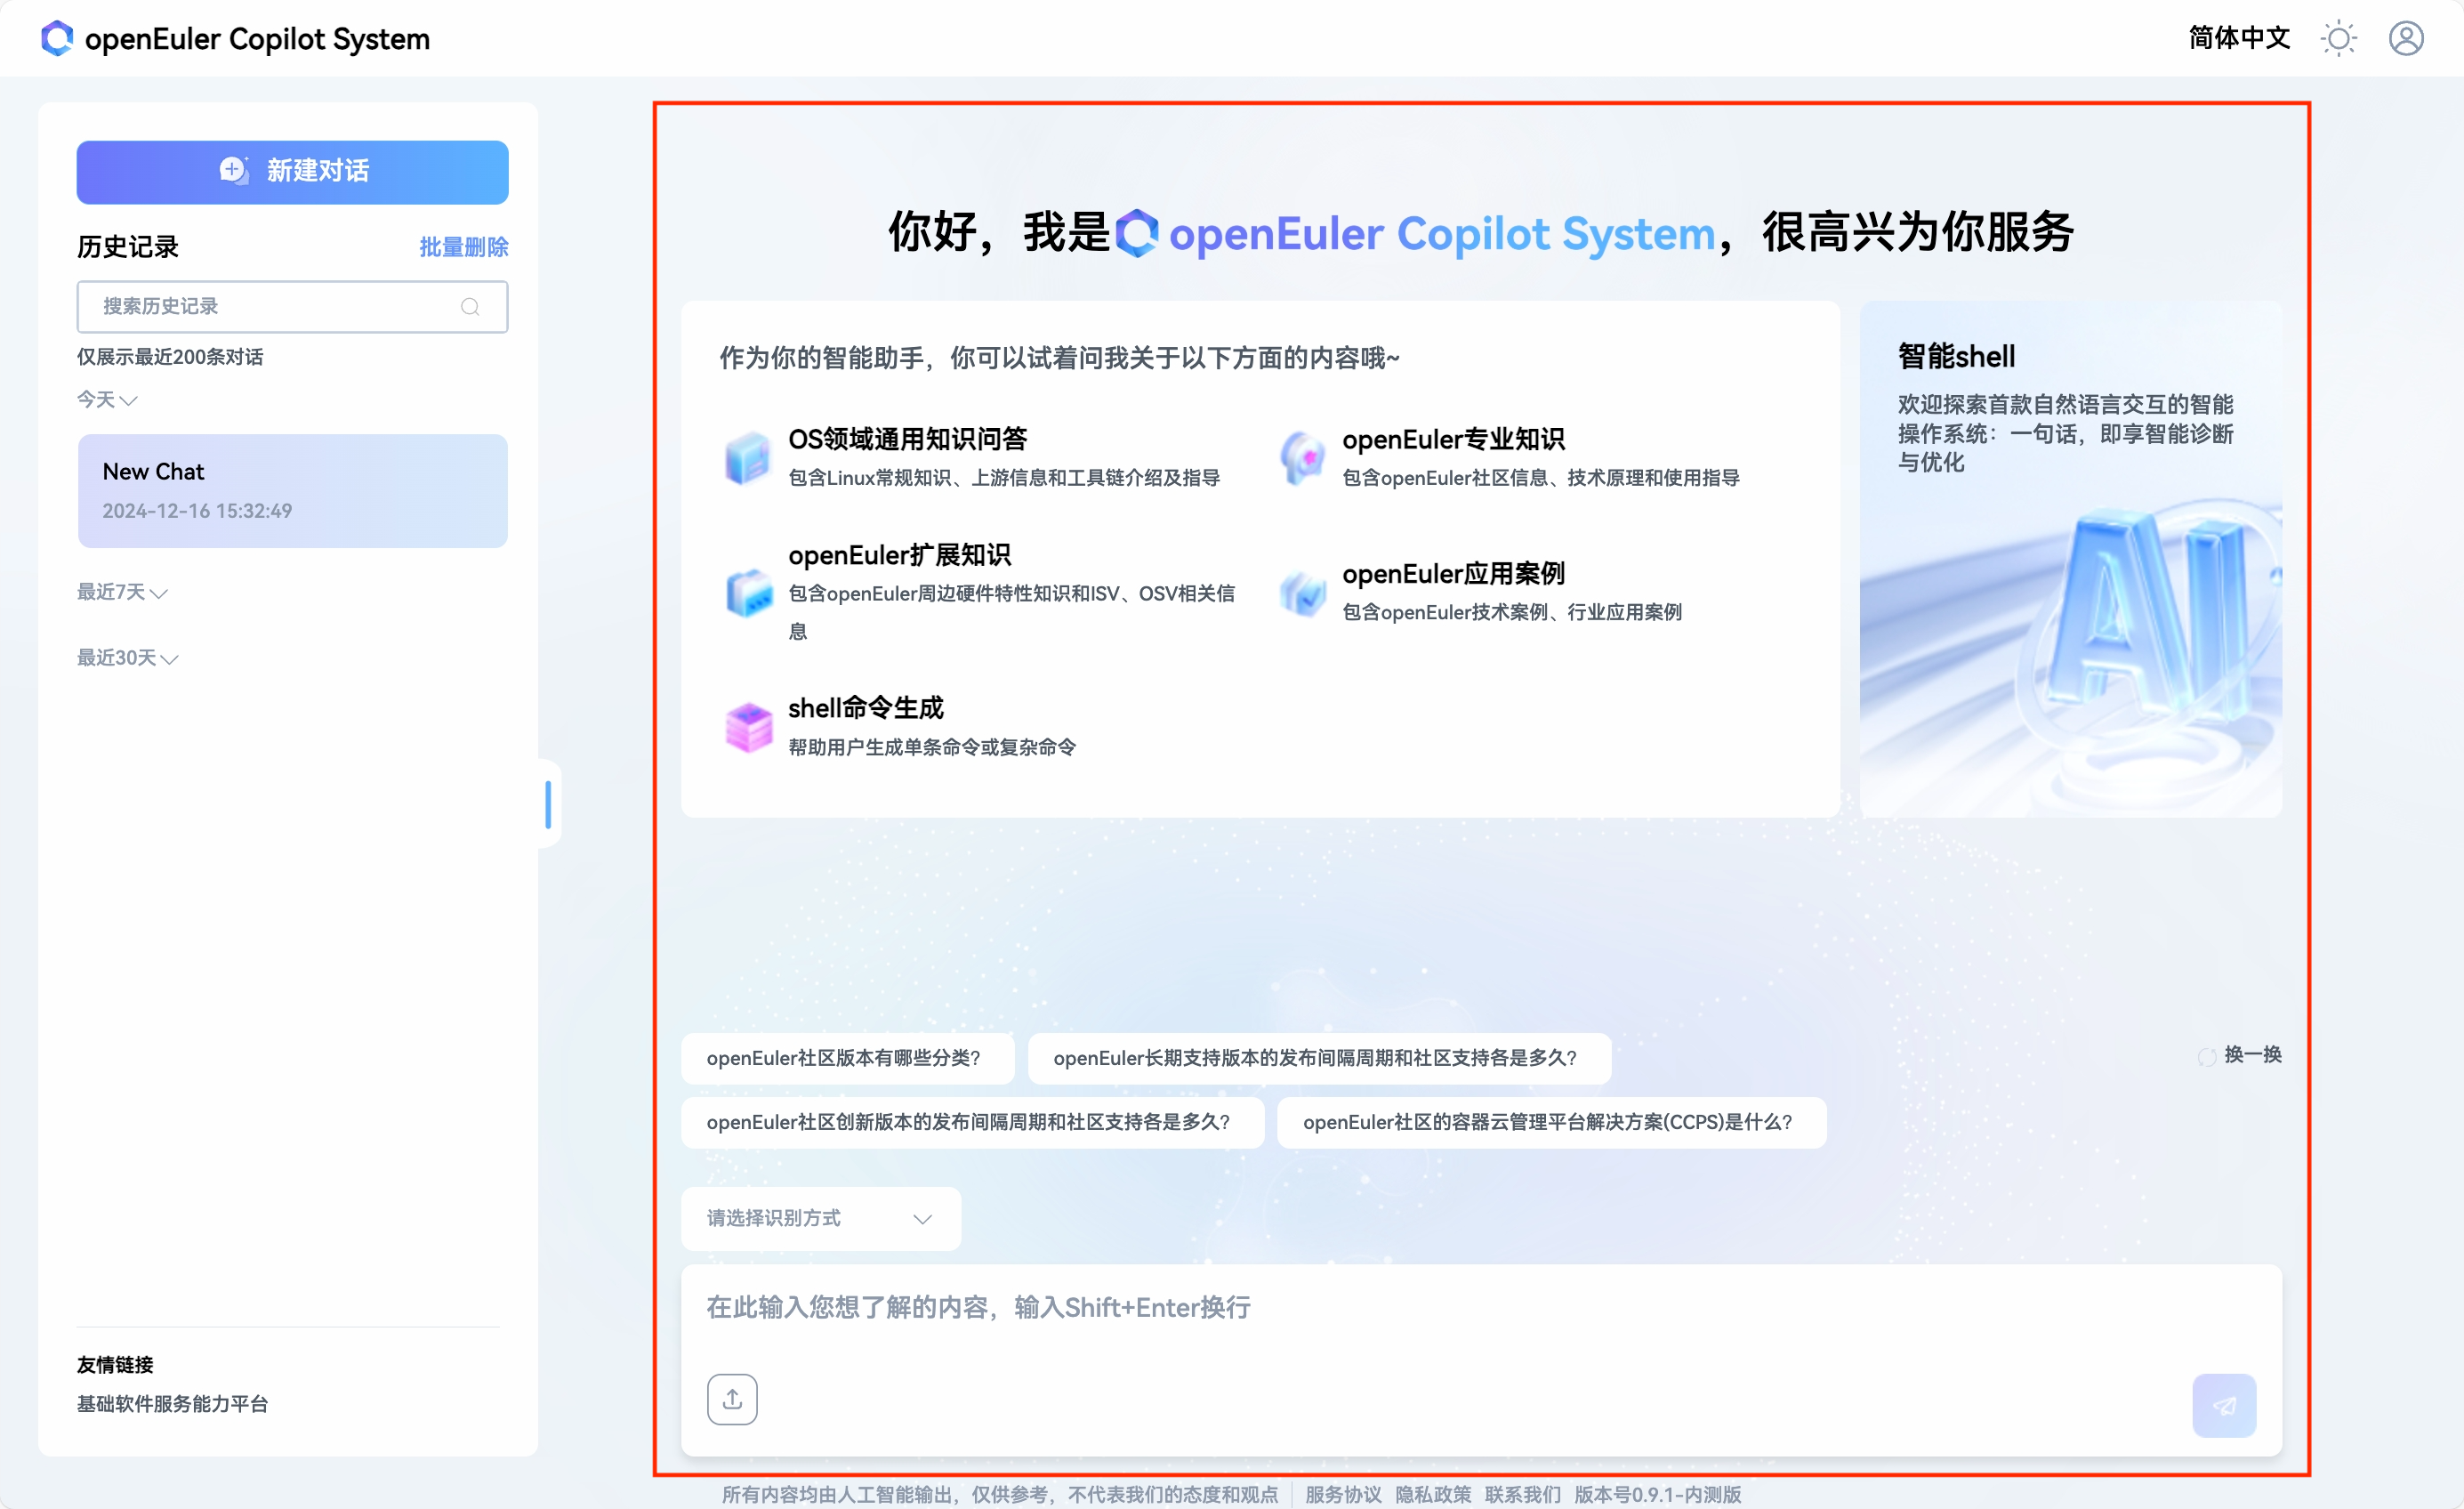 openEuler Copilot System
简体中文
新建对话
历史记录
批量删除
搜索历史记录
仅展示最近200条对话
今天
New Chat
2024-12-16 15:32:49
最近7天
最近30天
友情链接
基础软件服务能力平台
你好，我是 openEuler Copilot System，很高兴为你服务
作为你的智能助手，你可以试着问我关于以下方面的内容哦~
OS领域通用知识问答
包含Linux常规知识、上游信息和工具链介绍及指导
openEuler专业知识
包含openEuler社区信息、技术原理和使用指导
openEuler扩展知识
包含openEuler周边硬件特性知识和ISV、OSV相关信
息
openEuler应用案例
包含openEuler技术案例、行业应用案例
shell命令生成
帮助用户生成单条命令或复杂命令
智能shell
欢迎探索首款自然语言交互的智能
操作系统：一句话，即享智能诊断
与优化
AI
openEuler社区版本有哪些分类？
openEuler长期支持版本的发布间隔周期和社区支持各是多久？
换一换
openEuler社区创新版本的发布间隔周期和社区支持各是多久？
openEuler社区的容器云管理平台解决方案(CCPS)是什么？
请选择识别方式
在此输入您想了解的内容，输入Shift+Enter换行
所有内容均由人工智能输出，仅供参考，不代表我们的态度和观点 服务协议 隐私政策 联系我们 版本号0.9.1-内测版